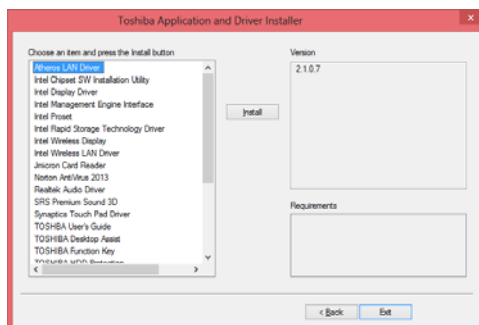 Toshiba Application and Driver Installer
Choose an item and press the Install button
Atheros LAN Driver
Intel Chipset SW Installation Utility
Intel Display Driver
Intel Management Engine Interface
Intel Proset
Intel Rapid Storage Technology Driver
Intel Wireless Display
Intel Wireless LAN Driver
Jmicron Card Reader
Norton AntiVirus 2013
Realtek Audio Driver
SRS Premium Sound 3D
Synaptics Touch Pad Driver
TOSHIBA User's Guide
TOSHIBA Desktop Assist
TOSHIBA Function Key
TOSHIBA HDD Protection
Install
Version
2.1.0.7
Requirements
< Back
Exit